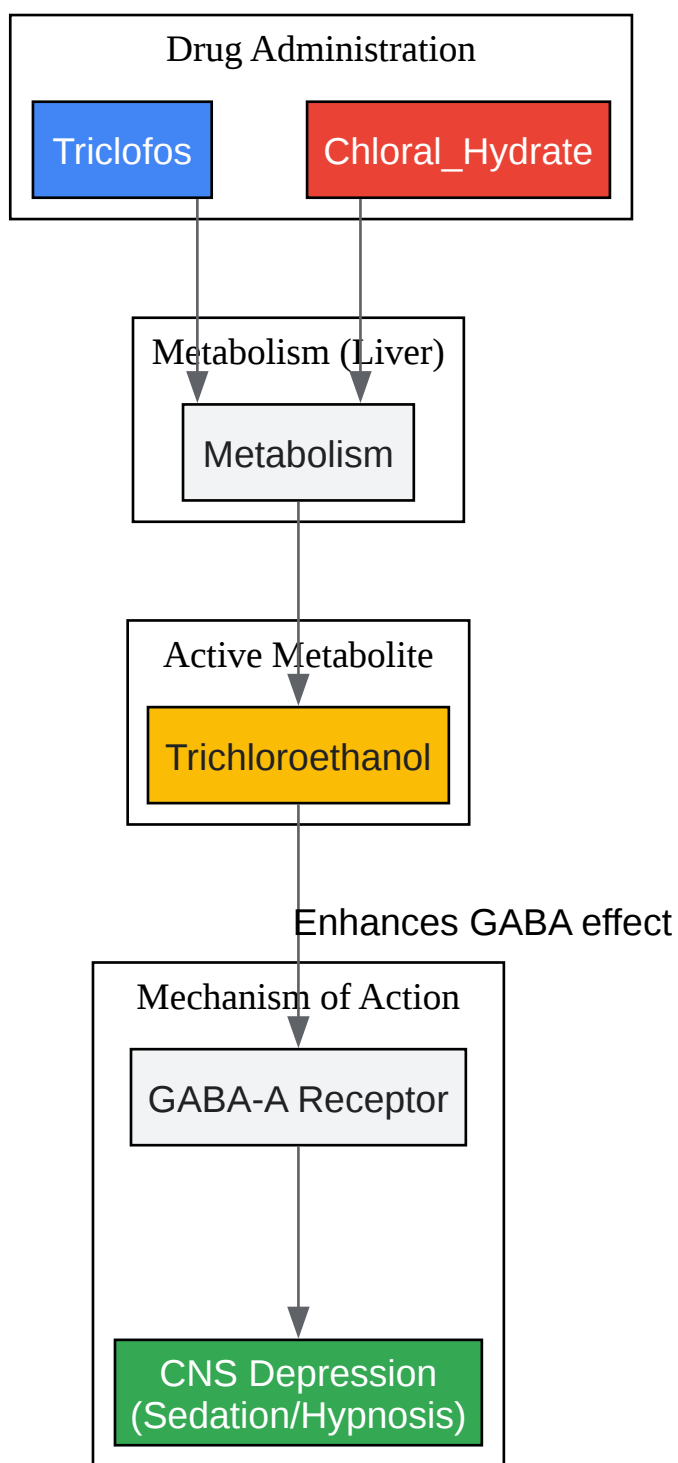 Drug Administration
Triclofos
Chloral_Hydrate
Metabolism (Liver)
Metabolism
Active Metabolite
Trichloroethanol
Enhances GABA effect
Mechanism of Action
GABA-A Receptor
CNS Depression
(Sedation/Hypnosis)